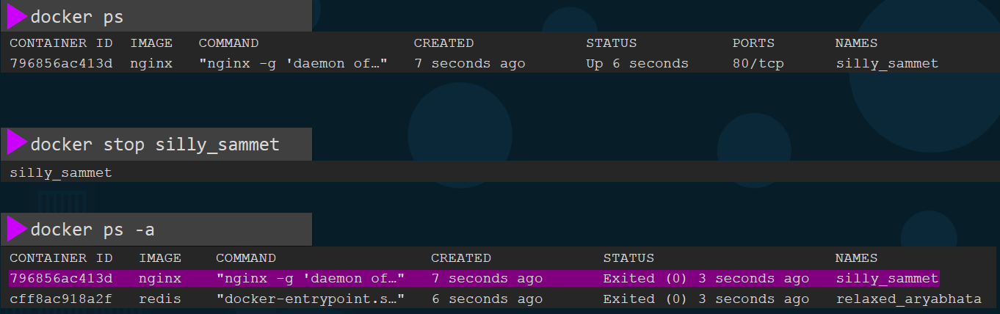 docker ps
CONTAINER ID IMAGE COMMAND CREATED STATUS PORTS NAMES
796856ac413d nginx "nginx -g 'daemon of…" 7 seconds ago Up 6 seconds 80/tcp silly_sammet
docker stop silly_sammet
silly_sammet
docker ps -a
CONTAINER ID IMAGE COMMAND CREATED STATUS NAMES
796856ac413d nginx "nginx -g 'daemon of…" 7 seconds ago Exited (0) 3 seconds ago silly_sammet
cff8ac918a2f redis "docker-entrypoint.s…" 6 seconds ago Exited (0) 3 seconds ago relaxed_aryabhata